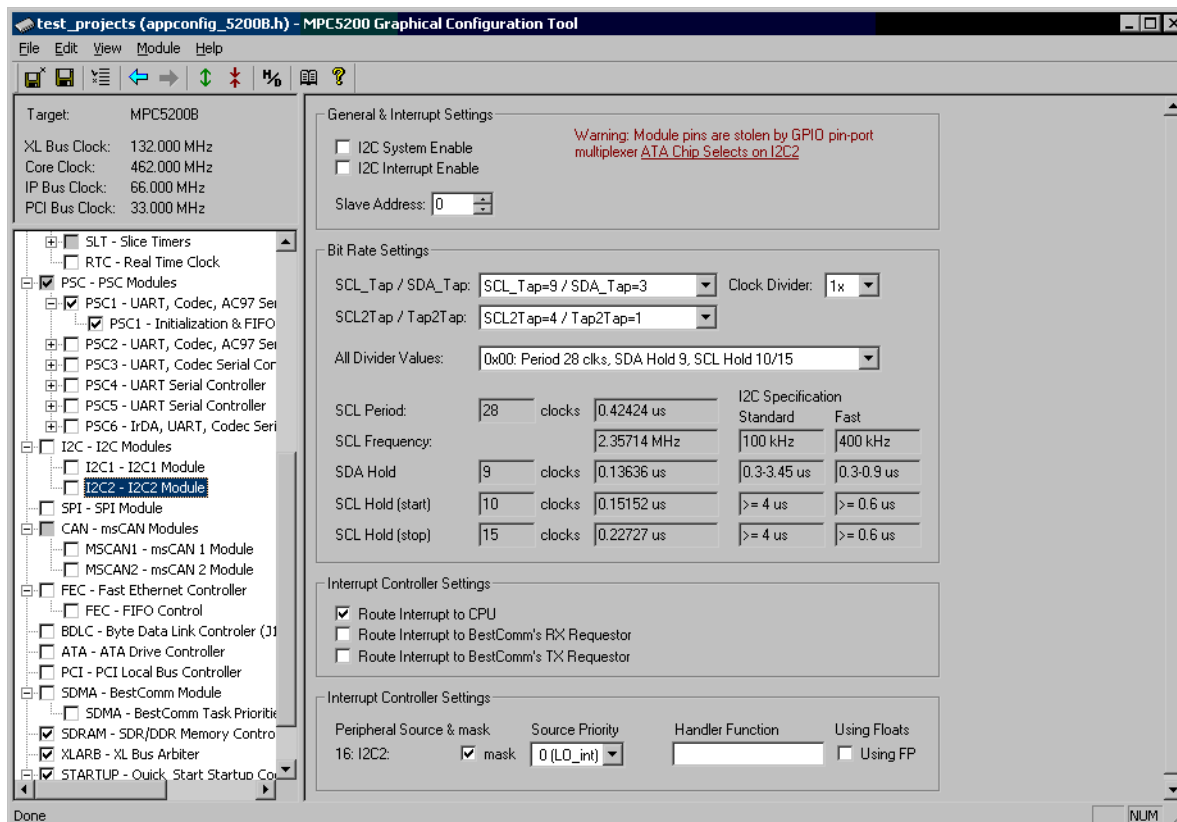 test_projects (appconfig_5200B.h) - MPC5200 Graphical Configuration Tool
File Edit View Module Help
H/D
Target: MPC5200B
XL Bus Clock: 132.000 MHz
Core Clock: 462.000 MHz
IP Bus Clock: 66.000 MHz
PCI Bus Clock: 33.000 MHz
SLT - Slice Timers
RTC - Real Time Clock
PSC - PSC Modules
PSC1 - UART, Codec, AC97 Ser
PSC1 - Initialization & FIFO
PSC2 - UART, Codec, AC97 Ser
PSC3 - UART, Codec Serial Cor
PSC4 - UART Serial Controller
PSC5 - UART Serial Controller
PSC6 - IrDA, UART, Codec Seri
I2C - I2C Modules
I2C1 - I2C1 Module
I2C2 - I2C2 Module
SPI - SPI Module
CAN - msCAN Modules
MSCAN1 - msCAN 1 Module
MSCAN2 - msCAN 2 Module
FEC - Fast Ethernet Controller
FEC - FIFO Control
BDLC - Byte Data Link Controler (J1
ATA - ATA Drive Controller
PCI - PCI Local Bus Controller
SDMA - BestComm Module
SDMA - BestComm Task Prioritie
SDRAM - SDR/DDR Memory Contro
XLARB - XL Bus Arbiter
STARTUP - Quick Start Startup Co
General & Interrupt Settings
I2C System Enable
I2C Interrupt Enable
Warning: Module pins are stolen by GPIO pin-port
multiplexer ATA Chip Selects on I2C2
Slave Address: 0
Bit Rate Settings
SCL_Tap / SDA_Tap: SCL_Tap=9 / SDA_Tap=3 Clock Divider: 1x
SCL2Tap / Tap2Tap: SCL2Tap=4 / Tap2Tap=1
All Divider Values: 0x00: Period 28 clks, SDA Hold 9, SCL Hold 10/15
I2C Specification
Standard Fast
SCL Period: 28 clocks 0.42424 us
SCL Frequency: 2.35714 MHz 100 kHz 400 kHz
SDA Hold 9 clocks 0.13636 us 0.3-3.45 us 0.3-0.9 us
SCL Hold (start) 10 clocks 0.15152 us >= 4 us >= 0.6 us
SCL Hold (stop) 15 clocks 0.22727 us >= 4 us >= 0.6 us
Interrupt Controller Settings
Route Interrupt to CPU
Route Interrupt to BestComm's RX Requestor
Route Interrupt to BestComm's TX Requestor
Interrupt Controller Settings
Peripheral Source & mask Source Priority Handler Function Using Floats
16: I2C2: mask 0 (LO_int) Using FP
Done NUM